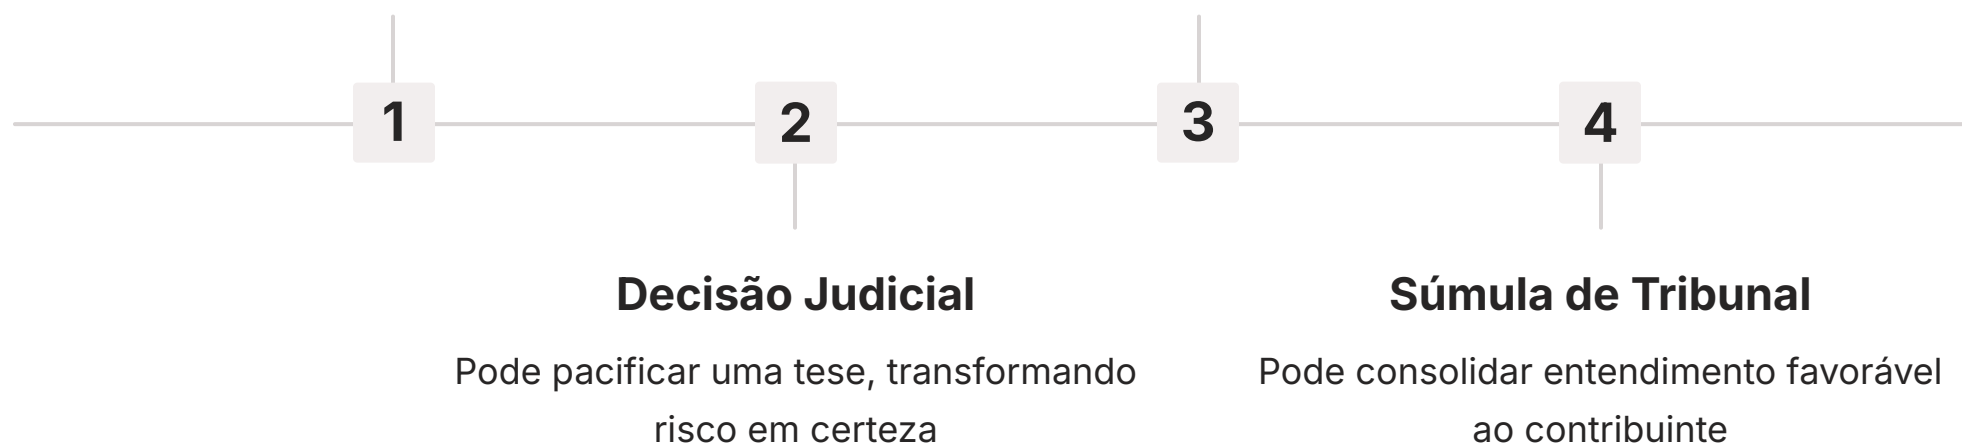 1
2
3
4
Decisão Judicial
Pode pacificar uma tese, transformando
risco em certeza
Súmula de Tribunal
Pode consolidar entendimento favorável
ao contribuinte